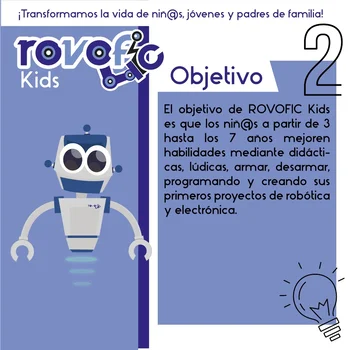 ¡Transformamos la vida de nin@s, jóvenes y padres de familia!
rovofic
Kids
2
Objetivo
El objetivo de ROVOFIC Kids
es que los niñ@s a partir de 3
hasta los 7 años mejoren
habilidades mediante didácti-
cas, lúdicas, armar, desarmar,
programando y creando sus
primeros proyectos de robótica
y electrónica.